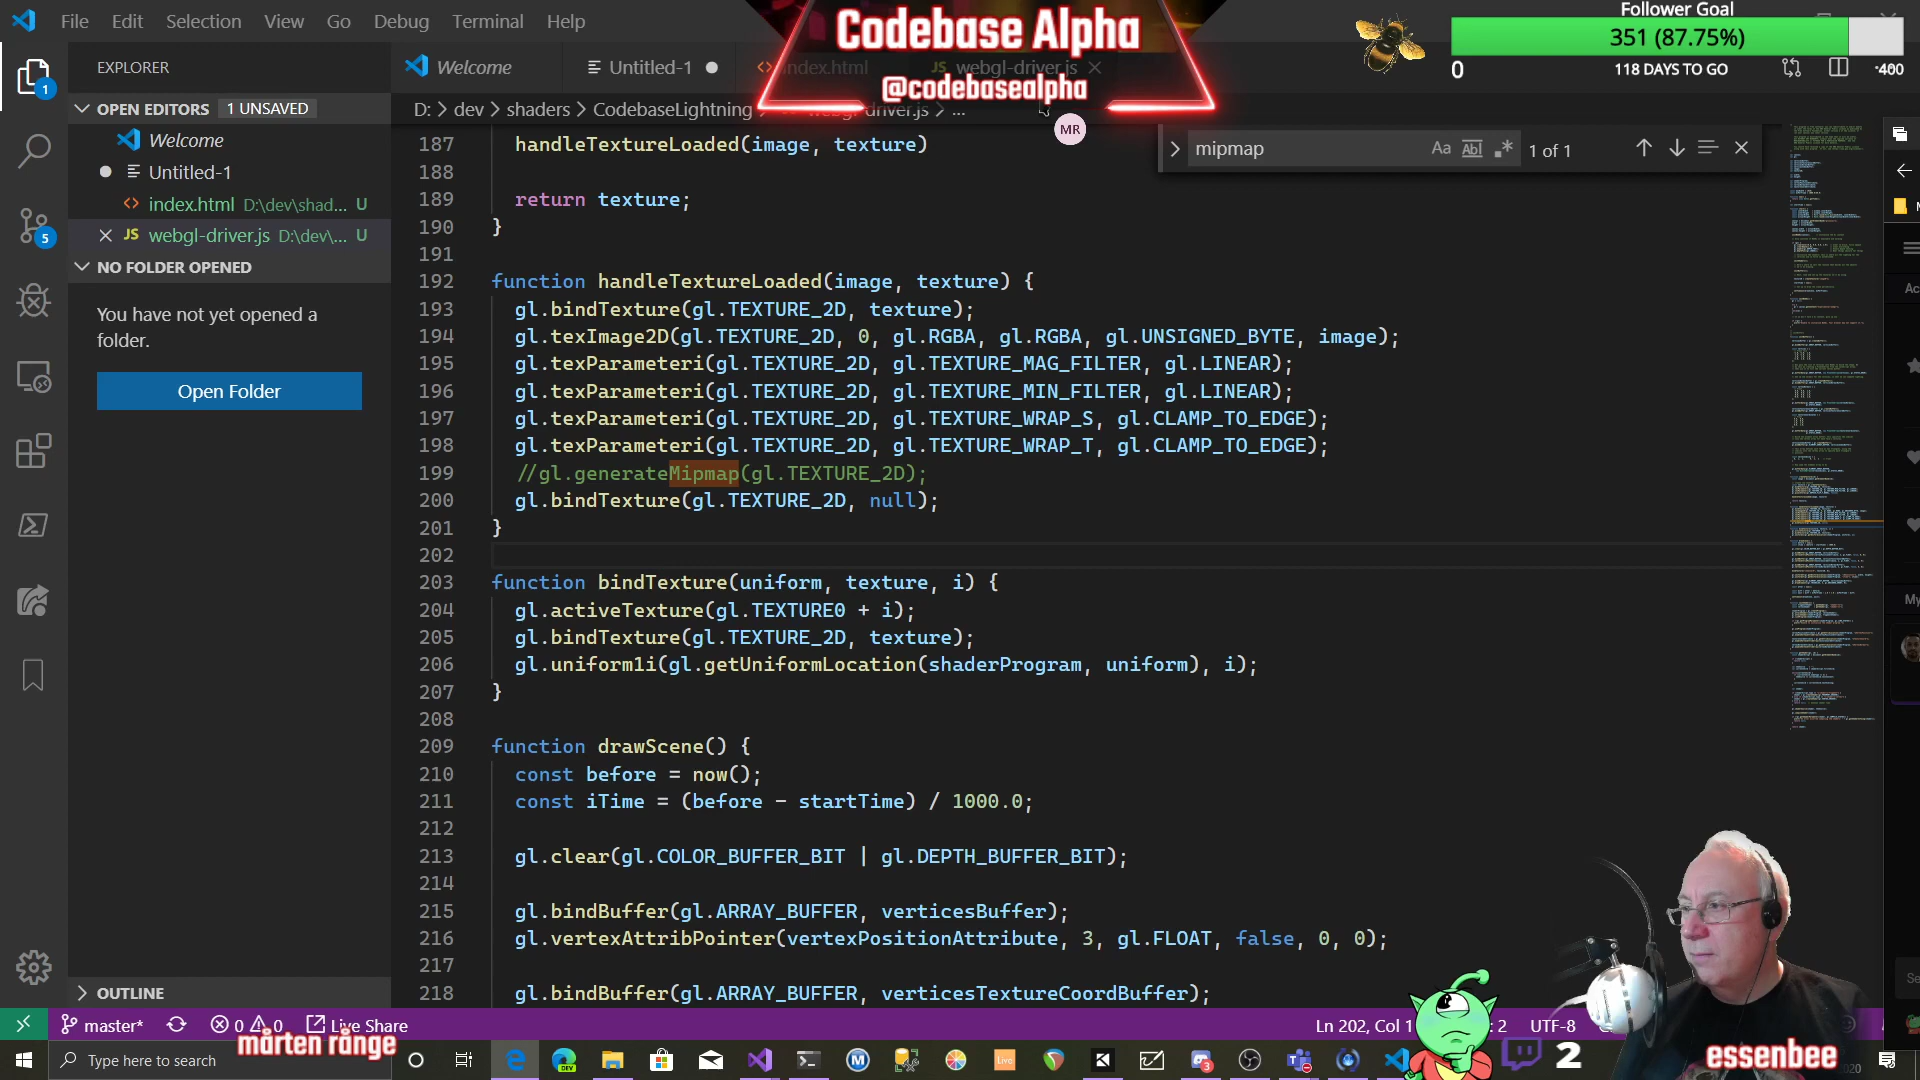 File Edit Selection View Go Debug Terminal Help
Codebase Alpha
@codebasealpha
Follower Goal
351 (87.75%)
0
118 DAYS TO GO
400
EXPLORER
OPEN EDITORS 1 UNSAVED
Welcome
Untitled-1
index.html D:\dev\shad... U
webgl-driver.js D:\dev\... U
NO FOLDER OPENED
You have not yet opened a
folder.
Open Folder
OUTLINE
1
5
Welcome Untitled-1 index.html JS webgl-driver.js
D: > dev > shaders > CodebaseLightning
MR
mipmap Aa Abl .* 1 of 1
187 handleTextureLoaded(image, texture)
188
189 return texture;
190 }
191
192 function handleTextureLoaded(image, texture) {
193 gl.bindTexture(gl.TEXTURE_2D, texture);
194 gl.texImage2D(gl.TEXTURE_2D, 0, gl.RGBA, gl.RGBA, gl.UNSIGNED_BYTE, image);
195 gl.texParameteri(gl.TEXTURE_2D, gl.TEXTURE_MAG_FILTER, gl.LINEAR);
196 gl.texParameteri(gl.TEXTURE_2D, gl.TEXTURE_MIN_FILTER, gl.LINEAR);
197 gl.texParameteri(gl.TEXTURE_2D, gl.TEXTURE_WRAP_S, gl.CLAMP_TO_EDGE);
198 gl.texParameteri(gl.TEXTURE_2D, gl.TEXTURE_WRAP_T, gl.CLAMP_TO_EDGE);
199 //gl.generateMipmap(gl.TEXTURE_2D);
200 gl.bindTexture(gl.TEXTURE_2D, null);
201 }
202
203 function bindTexture(uniform, texture, i) {
204 gl.activeTexture(gl.TEXTURE0 + i);
205 gl.bindTexture(gl.TEXTURE_2D, texture);
206 gl.uniform1i(gl.getUniformLocation(shaderProgram, uniform), i);
207 }
208
209 function drawScene() {
210 const before = now();
211 const iTime = (before - startTime) / 1000.0;
212
213 gl.clear(gl.COLOR_BUFFER_BIT | gl.DEPTH_BUFFER_BIT);
214
215 gl.bindBuffer(gl.ARRAY_BUFFER, verticesBuffer);
216 gl.vertexAttribPointer(vertexPositionAttribute, 3, gl.FLOAT, false, 0, 0);
217
218 gl.bindBuffer(gl.ARRAY_BUFFER, verticesTextureCoordBuffer);
master* 0 0 Live Share Ln 202, Col 1 UTF-8
mårten rånge
Type here to search
2
essenbee